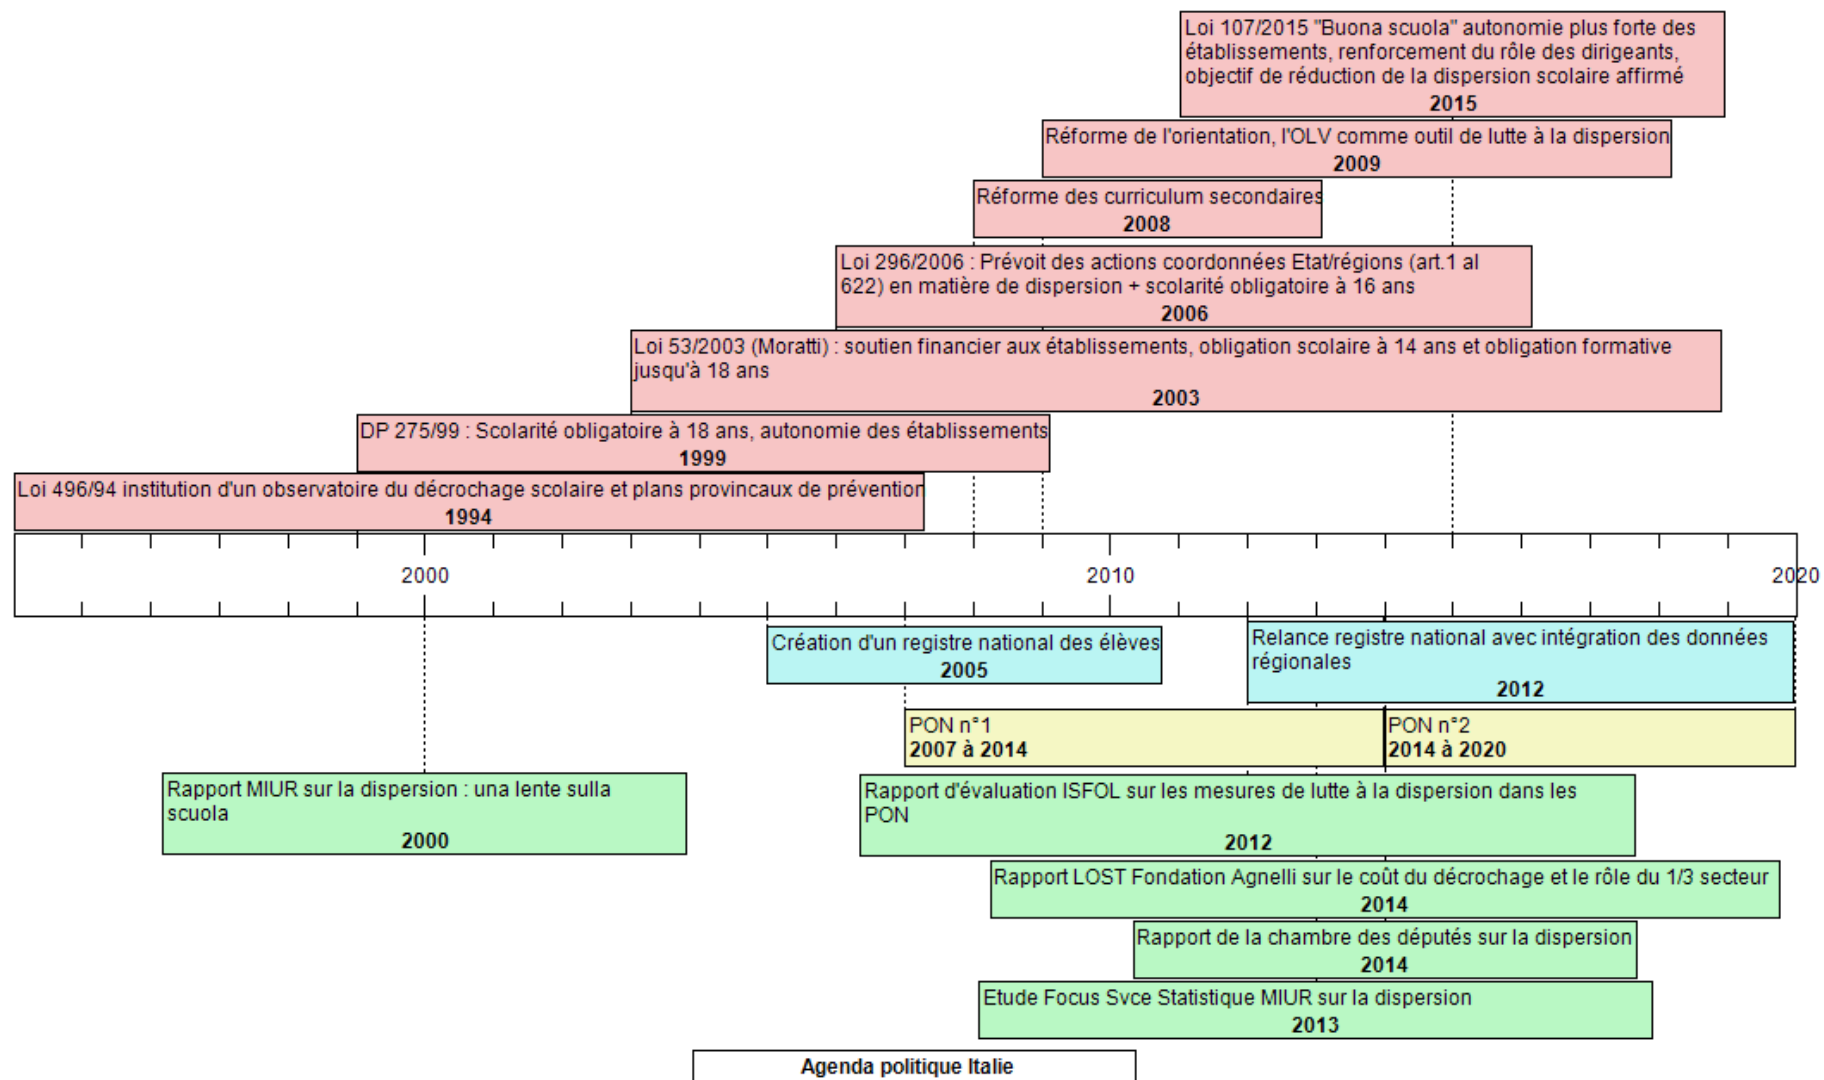 Loi 107/2015 "Buona scuola" autonomie plus forte des
établissements, renforcement du rôle des dirigeants,
objectif de réduction de la dispersion scolaire affirmé
2015
Réforme de l'orientation, l'OLV comme outil de lutte à la dispersion
2009
Réforme des curriculum secondaires
2008
Loi 296/2006 : Prévoit des actions coordonnées Etat/régions (art.1 al
622) en matière de dispersion + scolarité obligatoire à 16 ans
2006
Loi 53/2003 (Moratti) : soutien financier aux établissements, obligation scolaire à 14 ans et obligation formative
jusqu'à 18 ans
2003
DP 275/99 : Scolarité obligatoire à 18 ans, autonomie des établissements
1999
Loi 496/94 institution d'un observatoire du décrochage scolaire et plans provincaux de prévention
1994
2000
2010
2020
Création d'un registre national des élèves
2005
Relance registre national avec intégration des données
régionales
2012
PON n°1
2007 à 2014
PON n°2
2014 à 2020
Rapport MIUR sur la dispersion : una lente sulla
scuola
2000
Rapport d'évaluation ISFOL sur les mesures de lutte à la dispersion dans les
PON
2012
Rapport LOST Fondation Agnelli sur le coût du décrochage et le rôle du 1/3 secteur
2014
Rapport de la chambre des députés sur la dispersion
2014
Etude Focus Svce Statistique MIUR sur la dispersion
2013
Agenda politique Italie